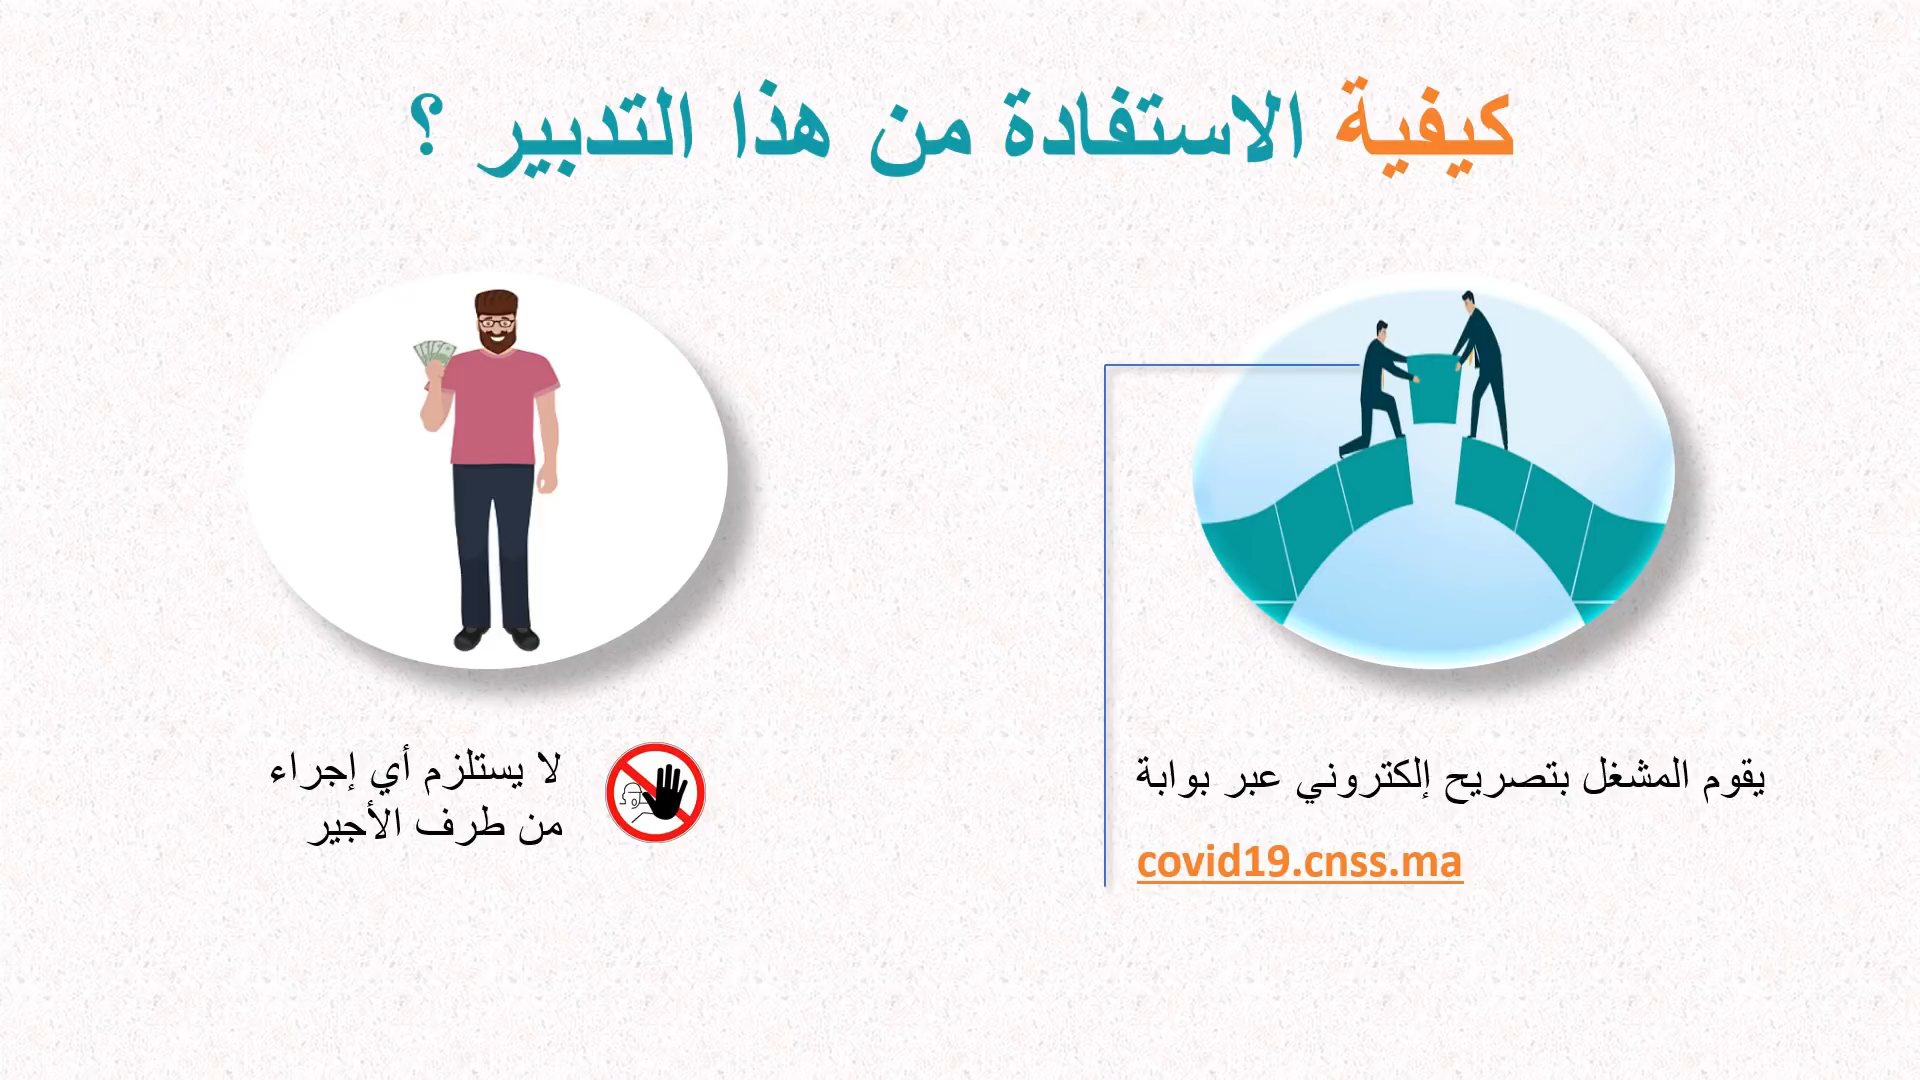 كيفية الاستفادة من هذا التدبير ؟
يقوم المشغل بتصريح إلكتروني عبر بوابة
covid19.cnss.ma
لا يستلزم أي إجراء
من طرف الأجير